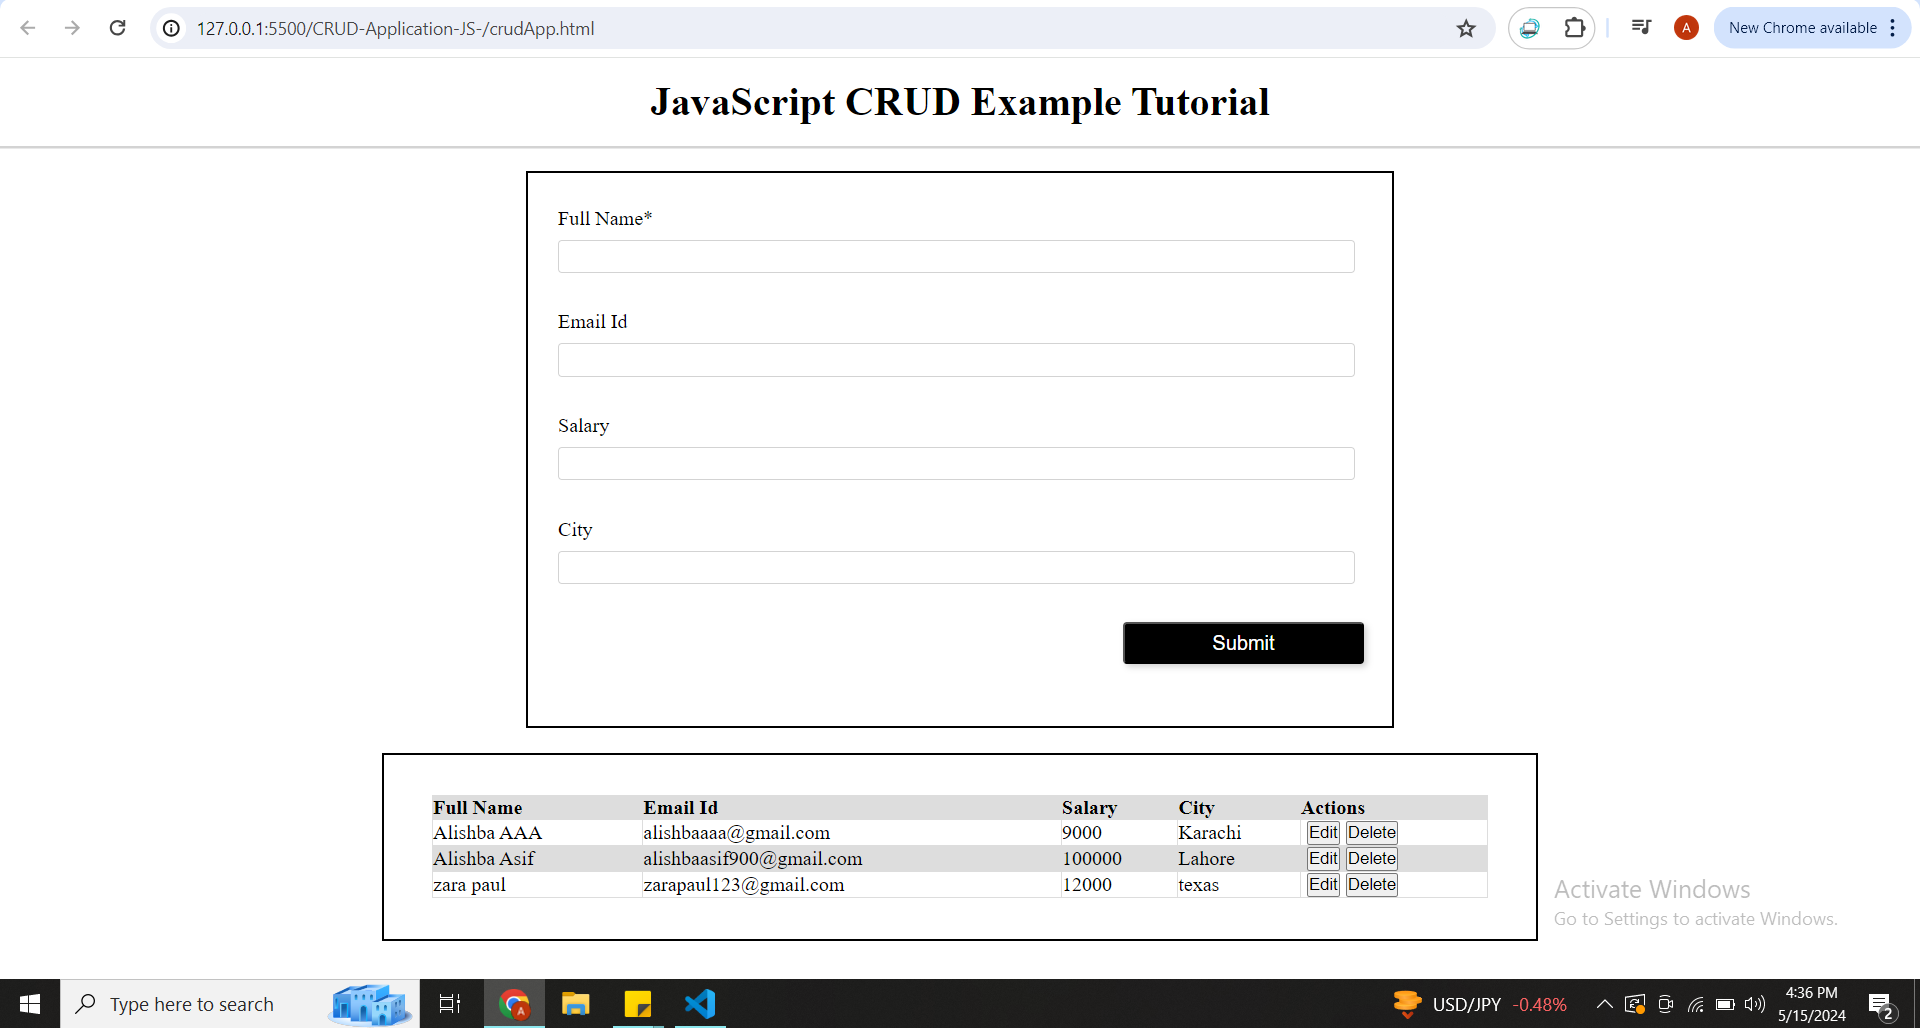 127.0.0.1:5500/CRUD-Application-JS-/crudApp.html
A
New Chrome available
JavaScript CRUD Example Tutorial
Full Name*
Email Id
Salary
City
Submit
Full Name Email Id Salary City Actions
Alishba AAA alishbaaaa@gmail.com 9000 Karachi Edit Delete
Alishba Asif alishbaasif900@gmail.com 100000 Lahore Edit Delete
zara paul zarapaul123@gmail.com 12000 texas Edit Delete
Activate Windows
Go to Settings to activate Windows.
Type here to search
A
USD/JPY -0.48%
4:36 PM
5/15/2024
2